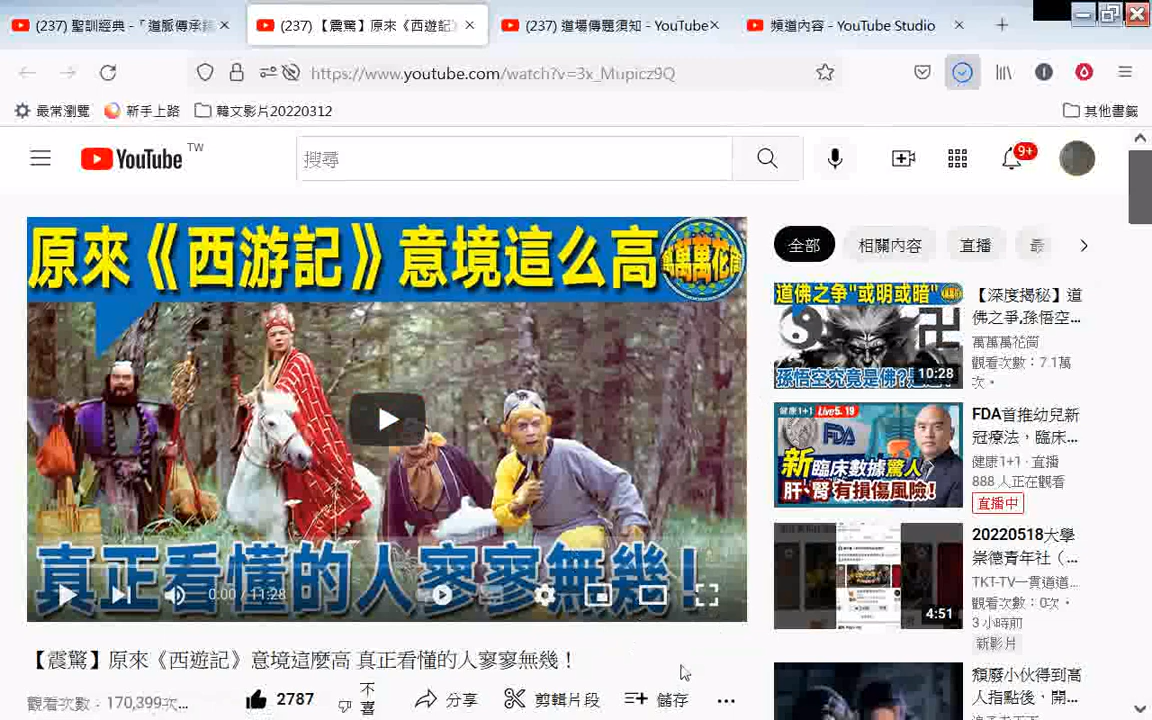 (237) 聖訓經典 -「道脈傳承
(237) 【震驚】原來《西遊記》
(237) 道場傳題須知 - YouTube
頻道內容 - YouTube Studio
https://www.youtube.com/watch?v=3x_Mupicz9Q
最常瀏覽
新手上路
韓文影片20220312
其他書籤
YouTube TW
搜尋
9+
原來《西游記》意境這么高
真正看懂的人寥寥無幾！
0:00 / 11:28
【震驚】原來《西遊記》意境這麼高 真正看懂的人寥寥無幾！
觀看次數：170,399次...
2787
不喜
分享
剪輯片段
儲存
全部
相關內容
直播
最
道佛之争"或明或暗"
10:28
【深度揭秘】道
佛之爭,孫悟空...
萬萬萬花筒
觀看次數：7.1萬
次・
健康1+1 Live 5.19
FDA
新臨床數據驚人
肝、腎有損傷風險!
FDA首推幼兒新
冠療法，臨床...
健康1+1 · 直播
888 人正在觀看
直播中
4:51
20220518大學
崇德青年社（...
TKT-TV一貫道道...
觀看次數：0次・
3 小時前
新影片
頹廢小伙得到高
人指點後，開...